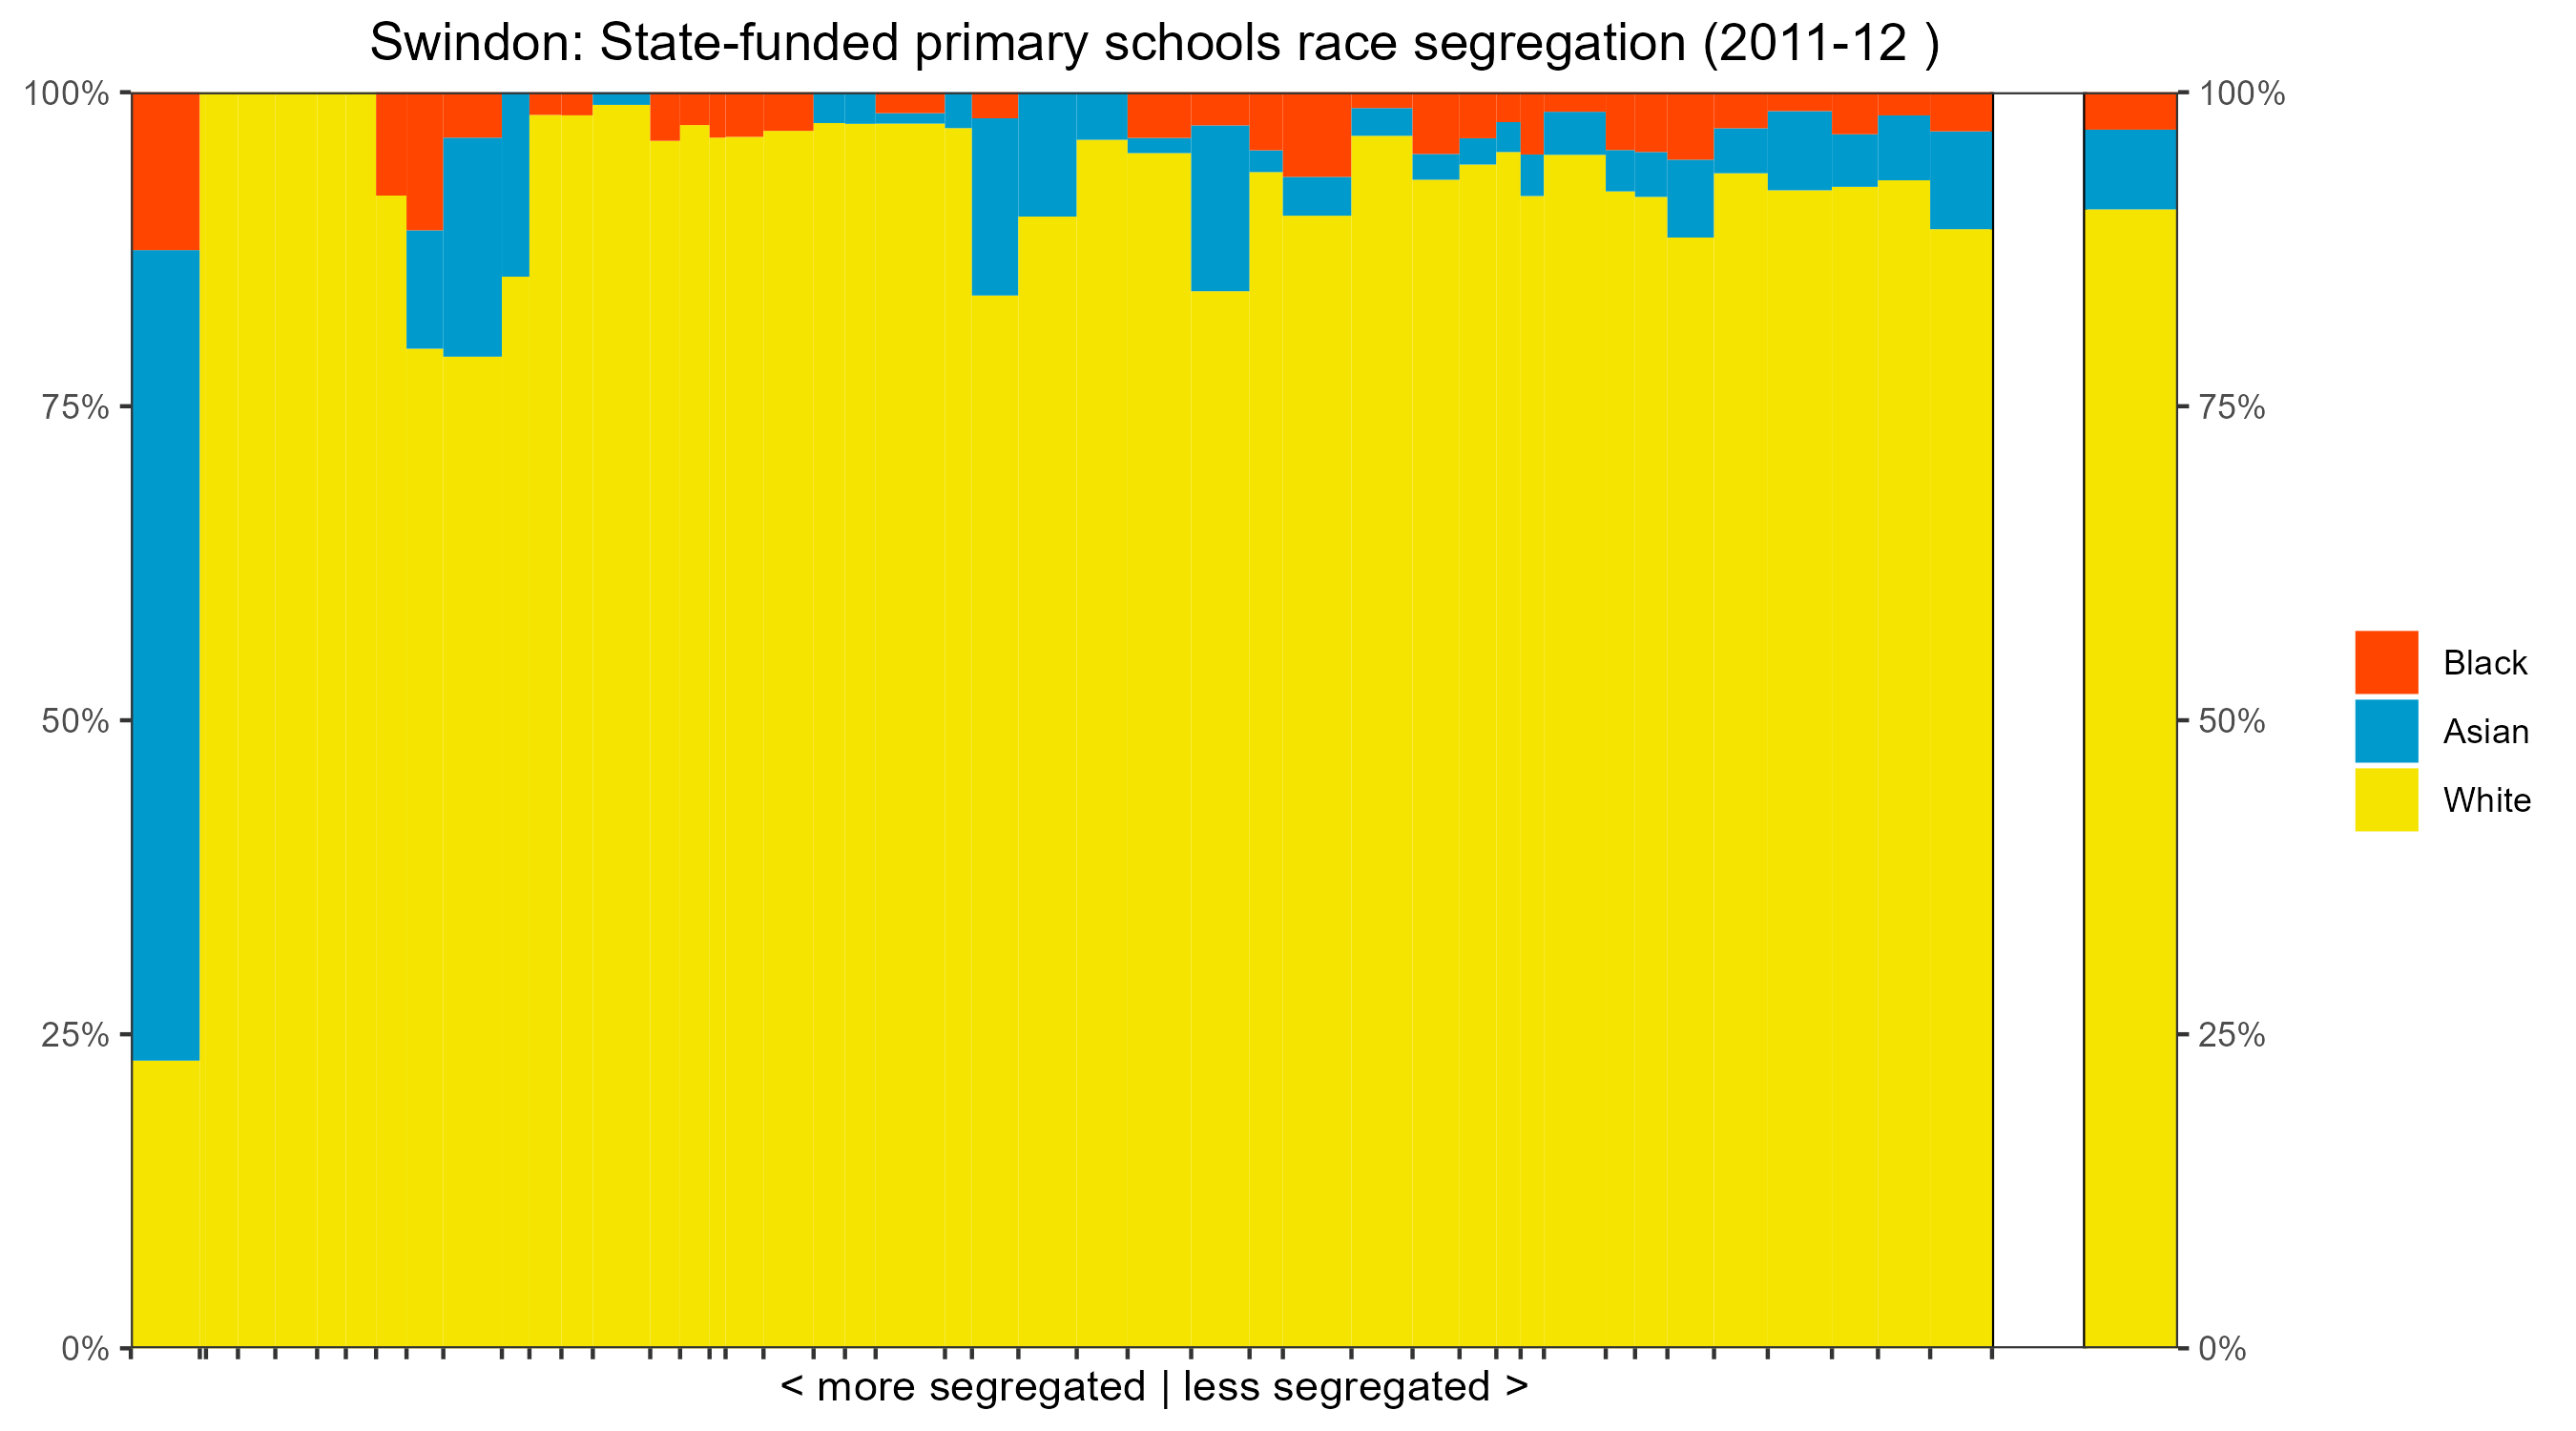 Swindon: State-funded primary schools race segregation (2011-12 )
100%
75%
50%
25%
0%
100%
75%
50%
25%
0%
Black
Asian
White
< more segregated | less segregated >